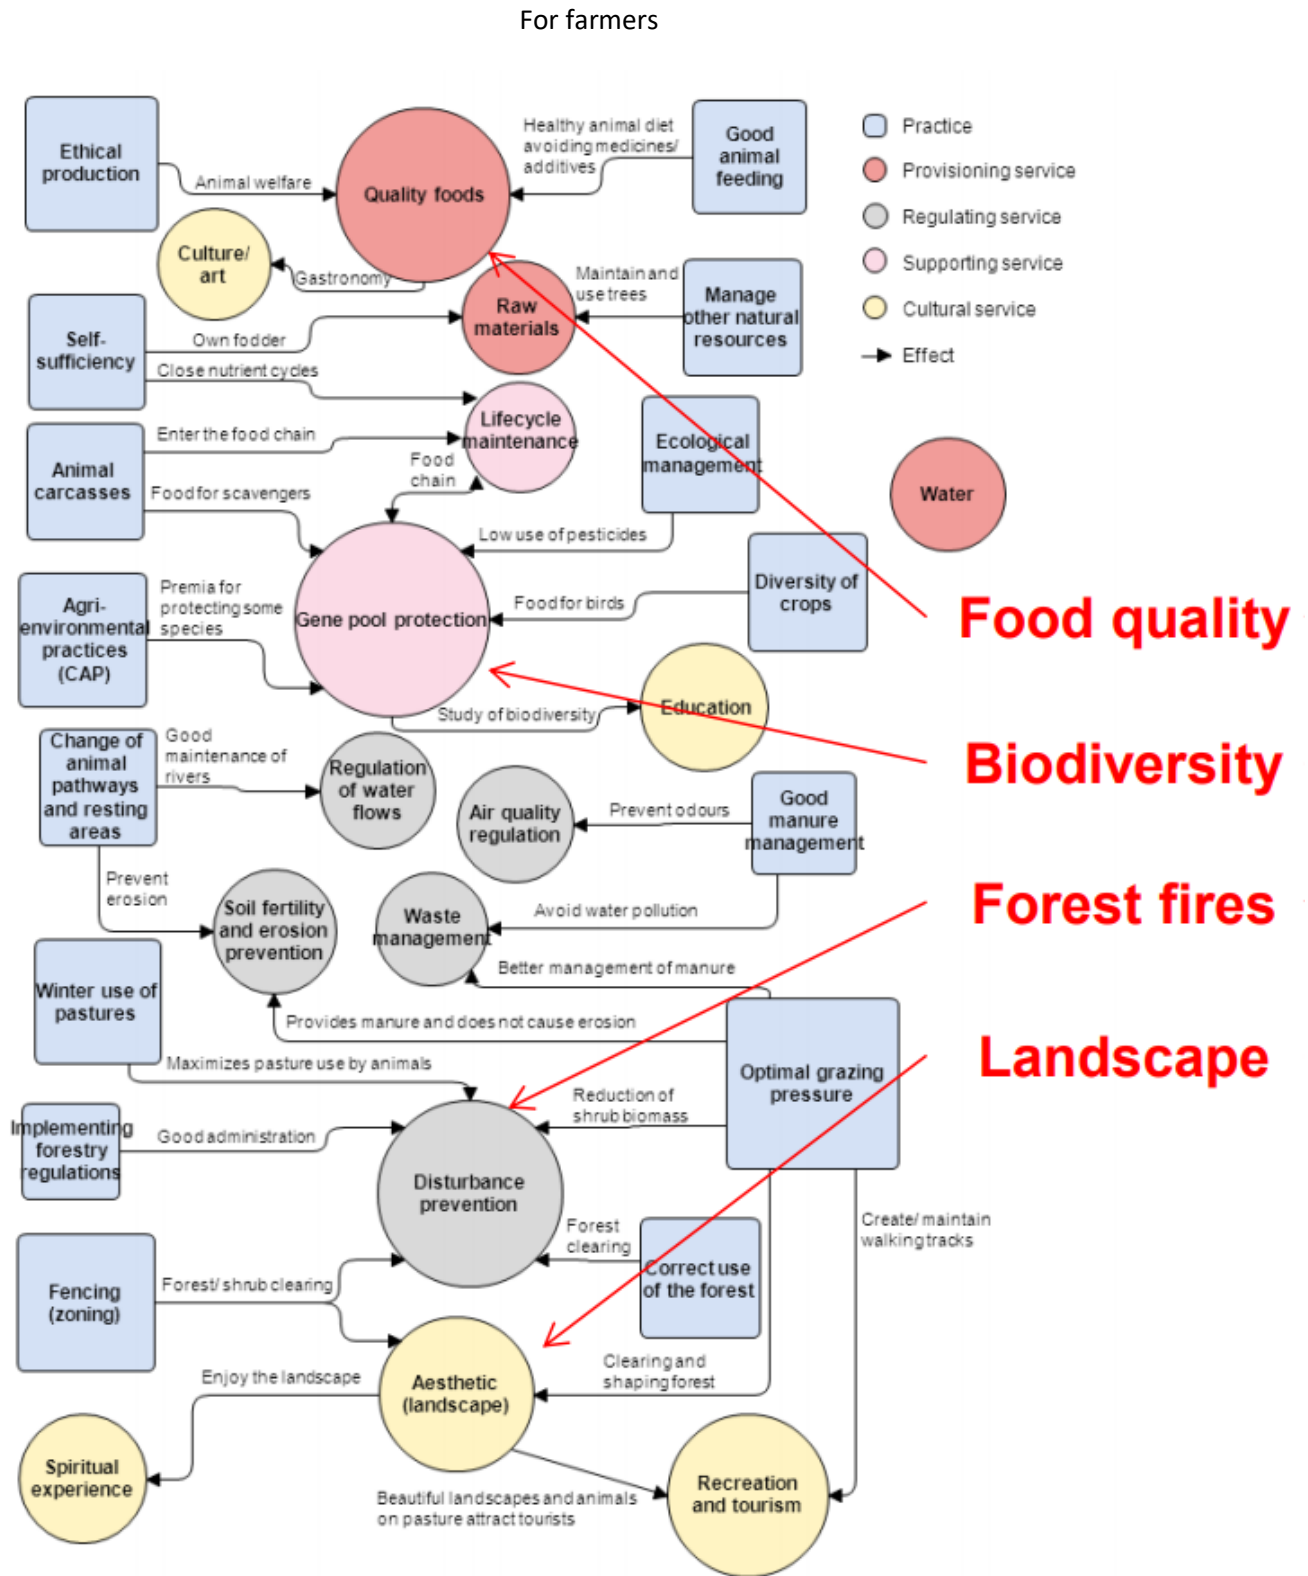 For farmers
Ethical
production
Animal welfare
Quality foods
Healthy animal diet
avoiding medicines/
additives
Good
animal
feeding
Practice
Provisioning service
Regulating service
Supporting service
Cultural service
Effect
Culture/
art
Gastronomy
Raw
materials
Maintain and
use trees
Manage
other natural
resources
Self-
sufficiency
Own fodder
Close nutrient cycles
Lifecycle
maintenance
Animal
carcasses
Enter the food chain
Food for scavengers
Food
chain
Ecological
management
Low use of pesticides
Water
Agri-
environmental
practices
(CAP)
Premia for
protecting some
species
Gene pool protection
Food for birds
Diversity of
crops
Food quality
Study of biodiversity
Education
Biodiversity
Change of
animal
pathways
and resting
areas
Good
maintenance of
rivers
Regulation
of water
flows
Air quality
regulation
Prevent odours
Good
manure
management
Prevent
erosion
Soil fertility
and erosion
prevention
Waste
management
Avoid water pollution
Forest fires
Better management of manure
Winter use of
pastures
Provides manure and does not cause erosion
Maximizes pasture use by animals
Optimal grazing
pressure
Landscape
Implementing
forestry
regulations
Good administration
Reduction of
shrub biomass
Disturbance
prevention
Forest
clearing
Correct use
of the forest
Create/ maintain
walking tracks
Fencing
(zoning)
Forest/ shrub clearing
Enjoy the landscape
Aesthetic
(landscape)
Clearing and
shaping forest
Spiritual
experience
Beautiful landscapes and animals
on pasture attract tourists
Recreation
and tourism